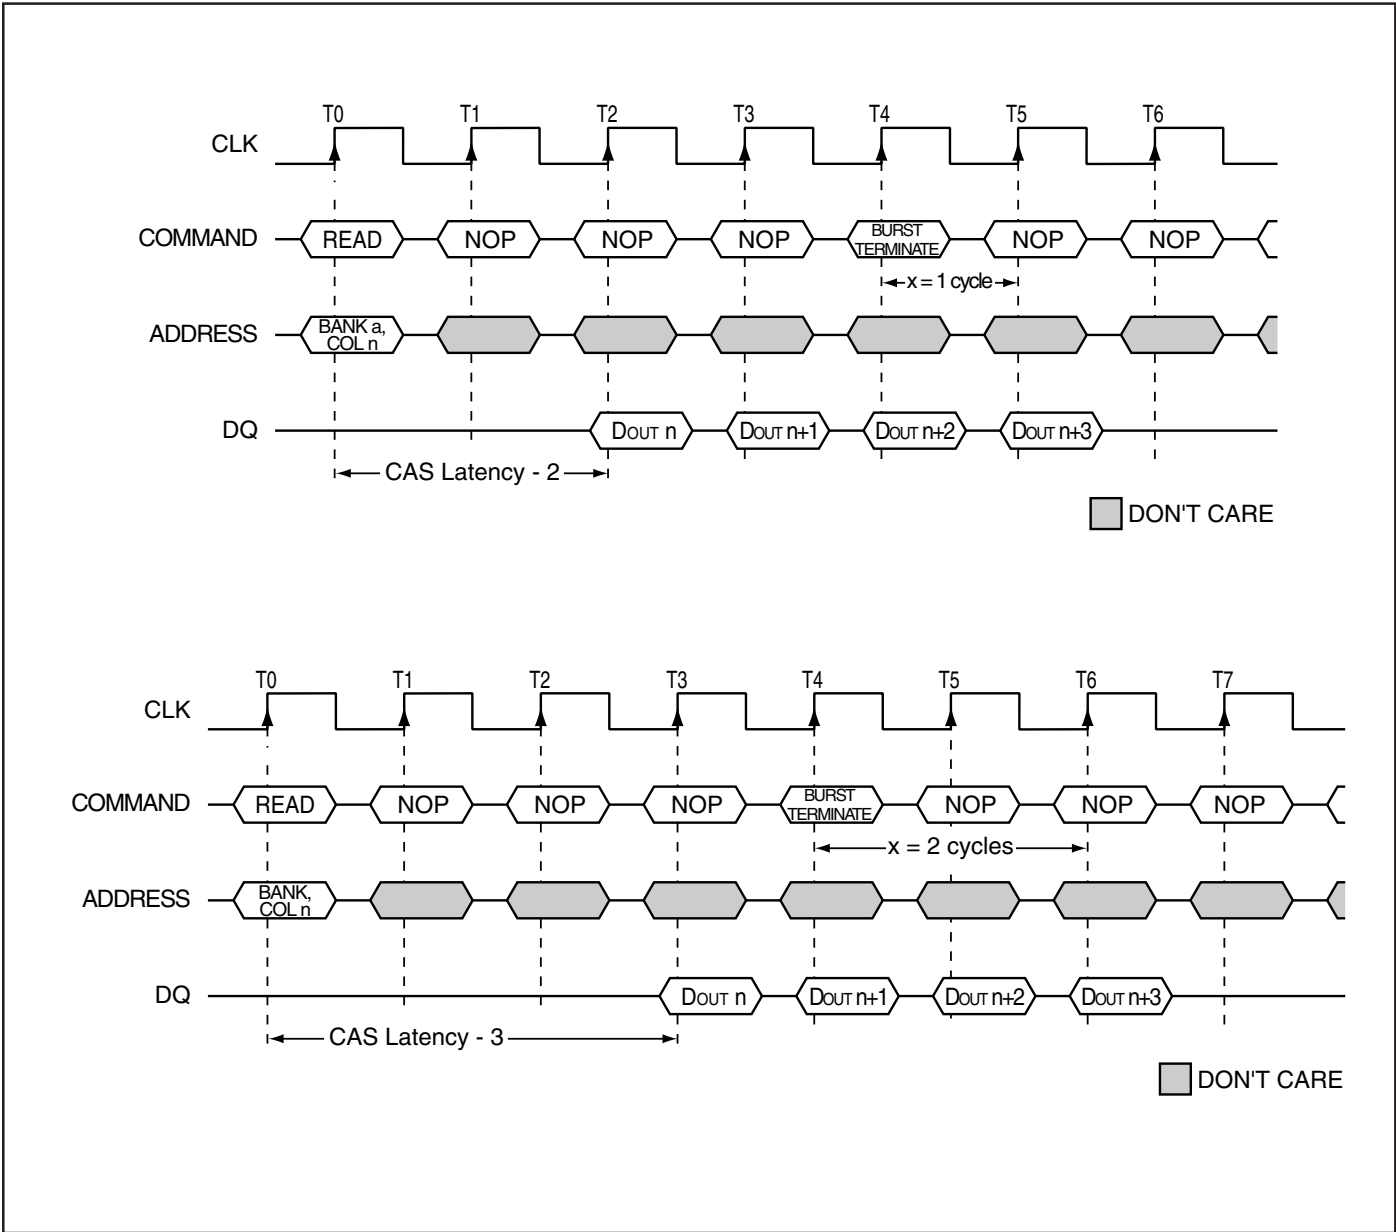 T0 T1 T2 T3 T4 T5 T6
CLK
COMMAND READ NOP NOP NOP BURST TERMINATE NOP NOP
x = 1 cycle
ADDRESS BANK a, COL n
DQ DOUT n DOUT n+1 DOUT n+2 DOUT n+3
CAS Latency - 2
DON'T CARE
T0 T1 T2 T3 T4 T5 T6 T7
CLK
COMMAND READ NOP NOP NOP BURST TERMINATE NOP NOP NOP
x = 2 cycles
ADDRESS BANK, COL n
DQ DOUT n DOUT n+1 DOUT n+2 DOUT n+3
CAS Latency - 3
DON'T CARE